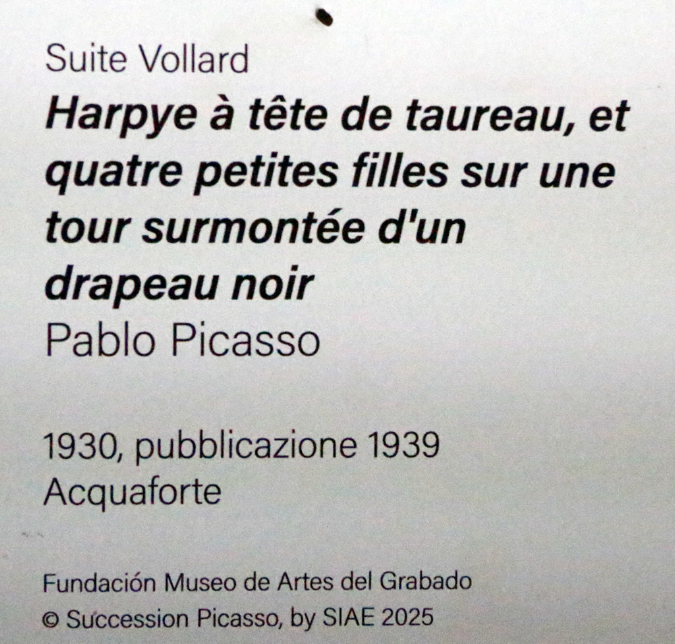 Suite Vollard
Harpye à tête de taureau, et
quatre petites filles sur une
tour surmontée d'un
drapeau noir
Pablo Picasso
1930, pubblicazione 1939
Acquaforte
Fundación Museo de Artes del Grabado
© Succession Picasso, by SIAE 2025